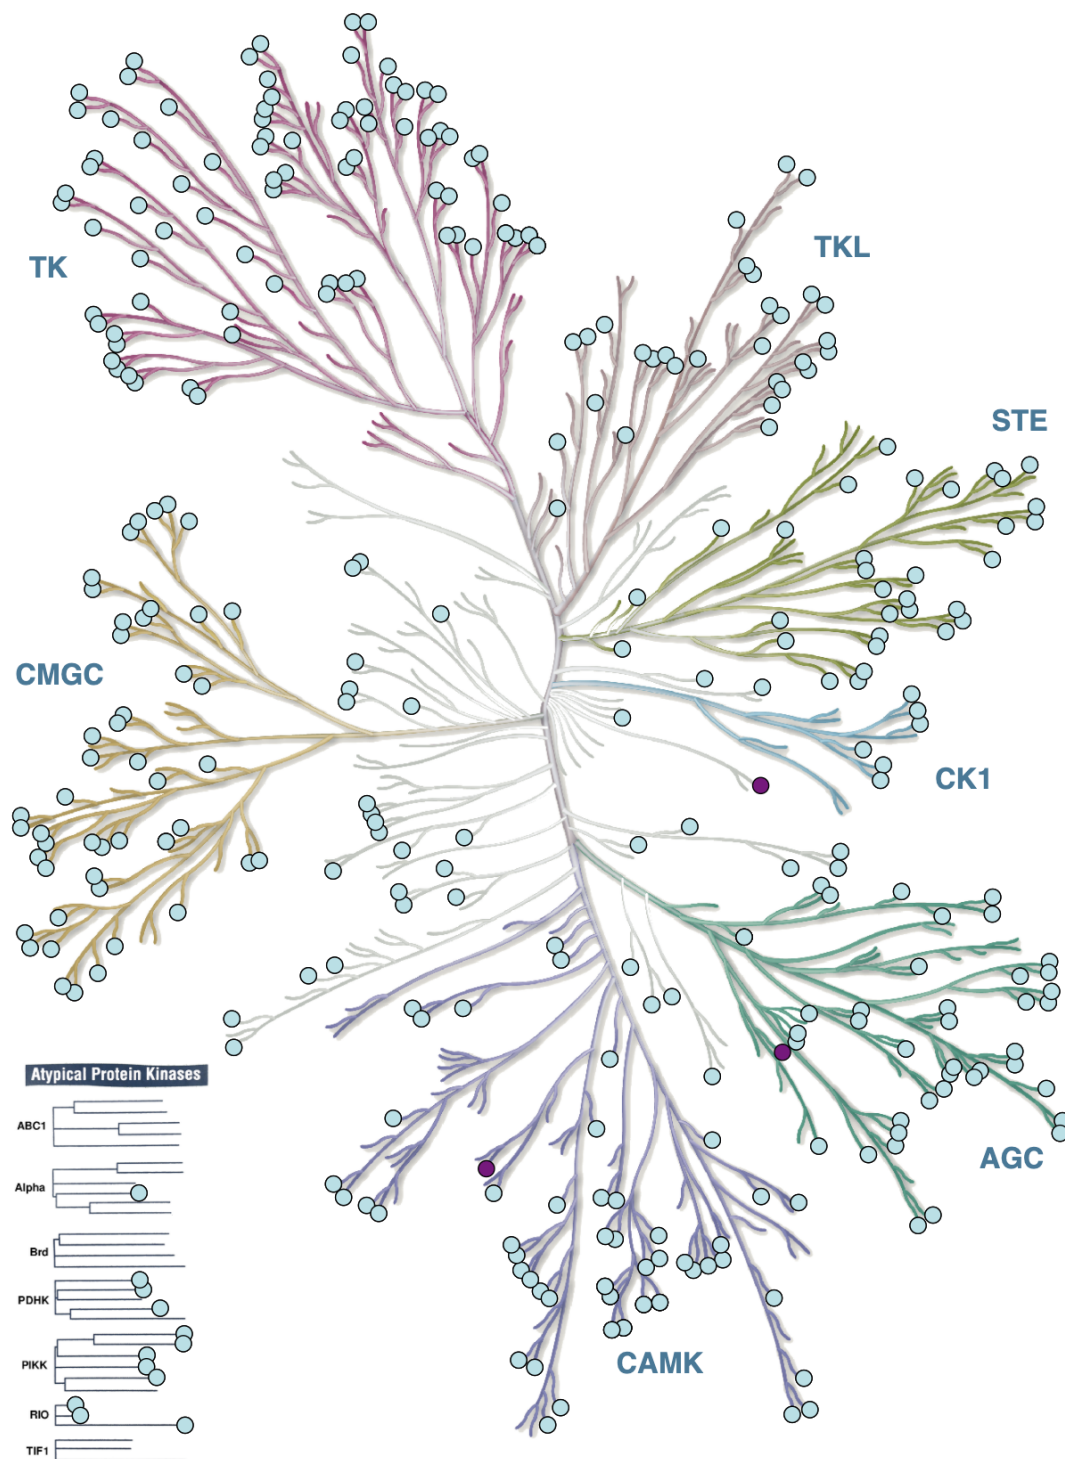 TK
TKL
STE
CMGC
CK1
AGC
CAMK
Atypical Protein Kinases
ABC1
Alpha
Brd
PDHK
PIKK
RIO
TIF1